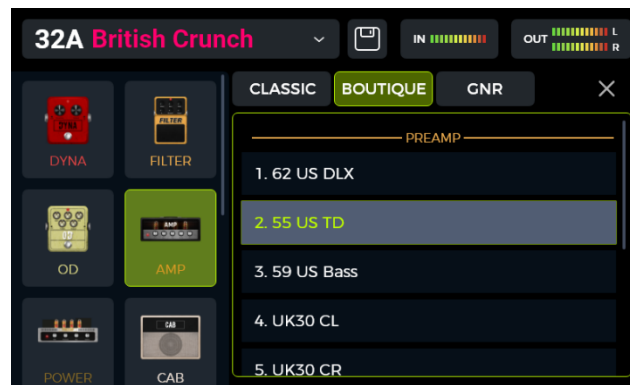 32A British Crunch
IN
OUT
L
R
CLASSIC
BOUTIQUE
GNR
DYNA
DYNA
FILTER
FILTER
OD
OD
AMP
AMP
POWER
CAB
CAB
PREAMP
1. 62 US DLX
2. 55 US TD
3. 59 US Bass
4. UK30 CL
5. UK30 CR